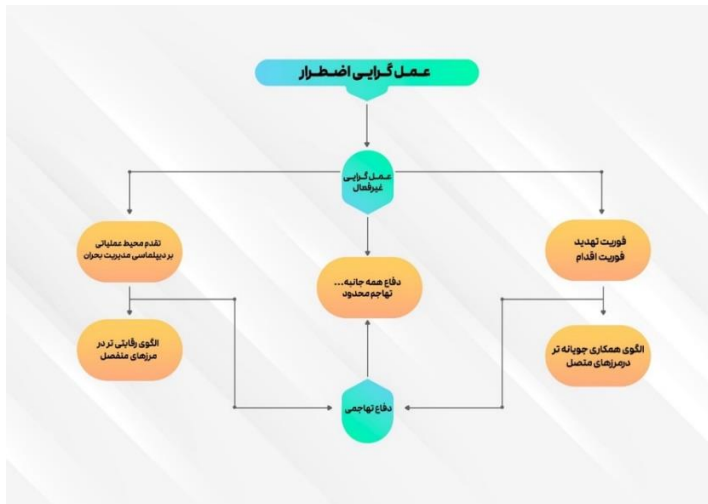 عمل گرایی اضطرار
عمل گرایی
غیرفعال
فوریت تهدید
فوریت اقدام
تقدم محیط عملیاتی
بر دیپلماسی مدیریت بحران
دفاع همه جانبه...
تهاجم محدود
الگوی همکاری جویانه تر
درمرزهای متصل
الگوی رقابتی تر در
مرزهای منفصل
دفاع تهاجمی